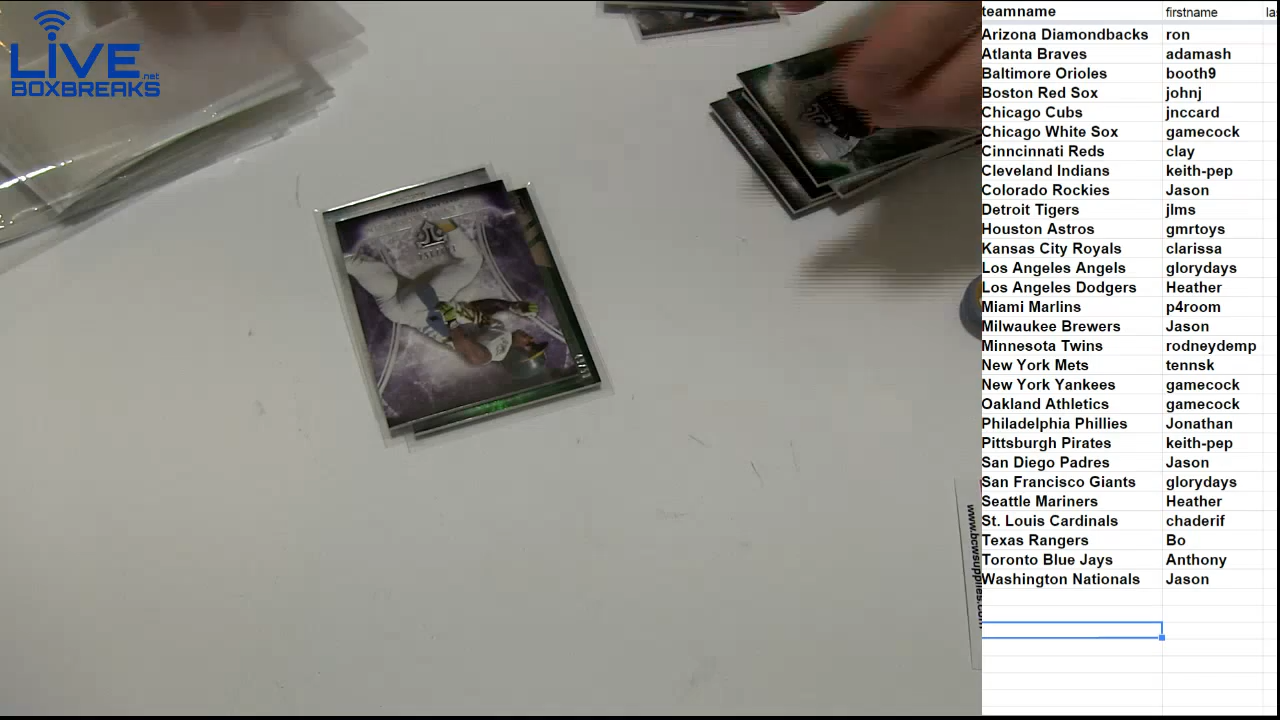 LIVE
.net
BOXBREAKS
teamname firstname las
Arizona Diamondbacks ron
Atlanta Braves adamash
Baltimore Orioles booth9
Boston Red Sox johnj
Chicago Cubs jnccard
Chicago White Sox gamecock
Cinncinnati Reds clay
Cleveland Indians keith-pep
Colorado Rockies Jason
Detroit Tigers jlms
Houston Astros gmrtoys
Kansas City Royals clarissa
Los Angeles Angels glorydays
Los Angeles Dodgers Heather
Miami Marlins p4room
Milwaukee Brewers Jason
Minnesota Twins rodneydemp
New York Mets tennsk
New York Yankees gamecock
Oakland Athletics gamecock
Philadelphia Phillies Jonathan
Pittsburgh Pirates keith-pep
San Diego Padres Jason
San Francisco Giants glorydays
Seattle Mariners Heather
St. Louis Cardinals chaderif
Texas Rangers Bo
Toronto Blue Jays Anthony
Washington Nationals Jason
www.bcwsupplies.com